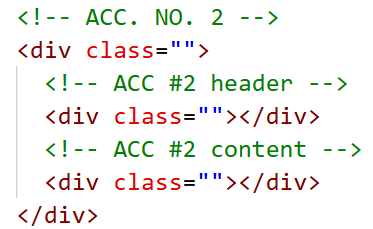 <!-- ACC. NO. 2 -->
<div class="">
  <!-- ACC #2 header -->
  <div class=""></div>
  <!-- ACC #2 content -->
  <div class=""></div>
</div>